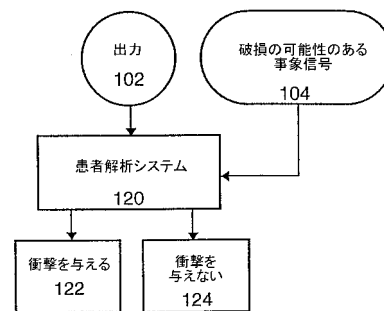 出力
102
破損の可能性のある
事象信号
104
患者解析システム
120
衝撃を与える
122
衝撃を
与えない
124